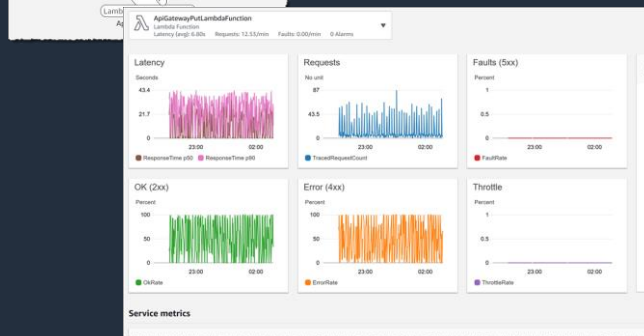 ApiGatewayPutLambdaFunction
Lambda Function
Latency (avg): 6.80s Requests: 12.53/min Faults: 0.00/min 0 Alarms
Latency
Seconds
43.4
21.7
0
23:00 02:00
ResponseTime p50 ResponseTime p90
Requests
No unit
87
43.5
0
23:00 02:00
TracedRequestCount
Faults (5xx)
Percent
1
0.5
0
23:00 02:00
FaultRate
OK (2xx)
Percent
100
50
0
23:00 02:00
OkRate
Error (4xx)
Percent
100
50
0
23:00 02:00
ErrorRate
Throttle
Percent
1
0.5
0
23:00 02:00
ThrottleRate
Service metrics